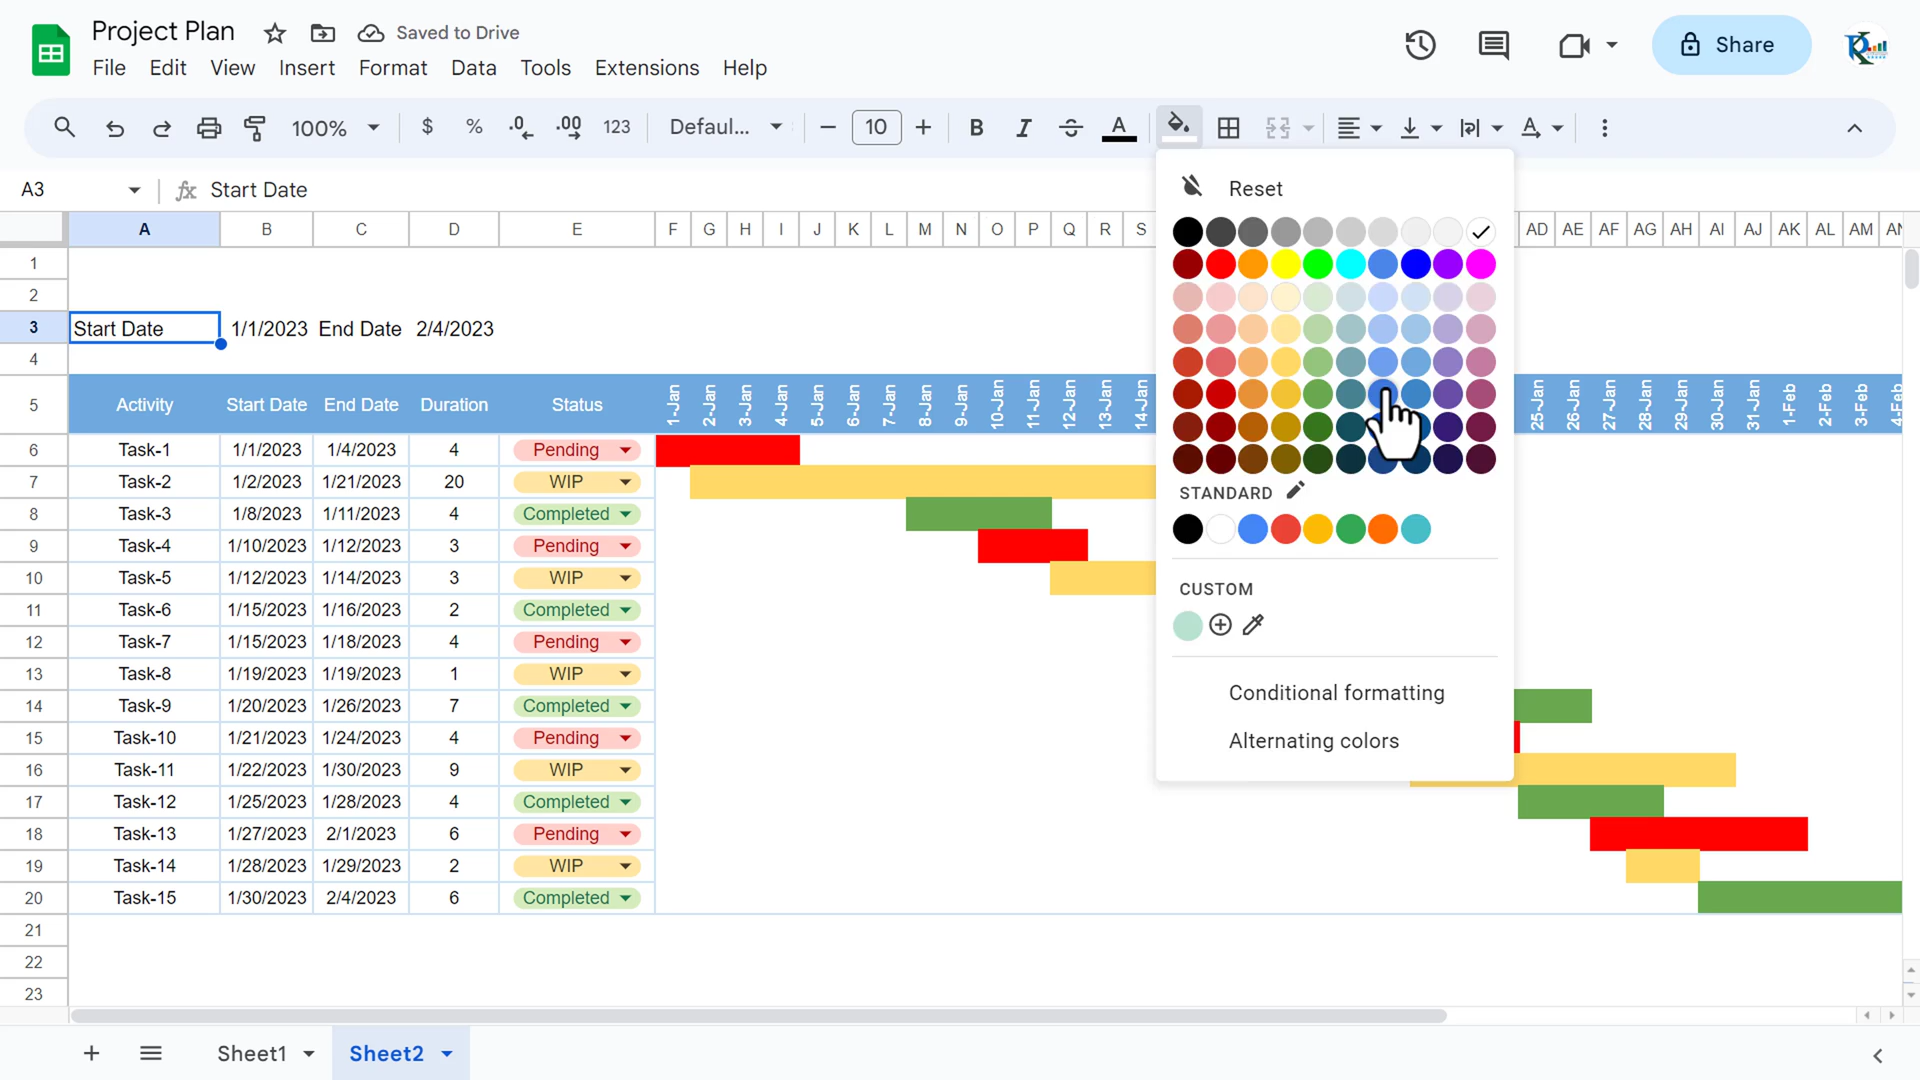 Project Plan
Saved to Drive
File Edit View Insert Format Data Tools Extensions Help
Share
100% $ % .0 .00 123 Defaul... 10 B I S A
A3 fx Start Date
Reset
A B C D E F G H I J K L M N O P Q R S AD AE AF AG AH AI AJ AK AL AM AN
1
2
3 Start Date 1/1/2023 End Date 2/4/2023
4
5 Activity Start Date End Date Duration Status 1-Jan 2-Jan 3-Jan 4-Jan 5-Jan 6-Jan 7-Jan 8-Jan 9-Jan 10-Jan 11-Jan 12-Jan 13-Jan 14-Jan 25-Jan 26-Jan 27-Jan 28-Jan 29-Jan 30-Jan 31-Jan 1-Feb 2-Feb 3-Feb 4-Feb
6 Task-1 1/1/2023 1/4/2023 4 Pending
7 Task-2 1/2/2023 1/21/2023 20 WIP
8 Task-3 1/8/2023 1/11/2023 4 Completed
9 Task-4 1/10/2023 1/12/2023 3 Pending
10 Task-5 1/12/2023 1/14/2023 3 WIP
11 Task-6 1/15/2023 1/16/2023 2 Completed
12 Task-7 1/15/2023 1/18/2023 4 Pending
13 Task-8 1/19/2023 1/19/2023 1 WIP
14 Task-9 1/20/2023 1/26/2023 7 Completed
15 Task-10 1/21/2023 1/24/2023 4 Pending
16 Task-11 1/22/2023 1/30/2023 9 WIP
17 Task-12 1/25/2023 1/28/2023 4 Completed
18 Task-13 1/27/2023 2/1/2023 6 Pending
19 Task-14 1/28/2023 1/29/2023 2 WIP
20 Task-15 1/30/2023 2/4/2023 6 Completed
21
22
23
STANDARD
CUSTOM
Conditional formatting
Alternating colors
Sheet1 Sheet2